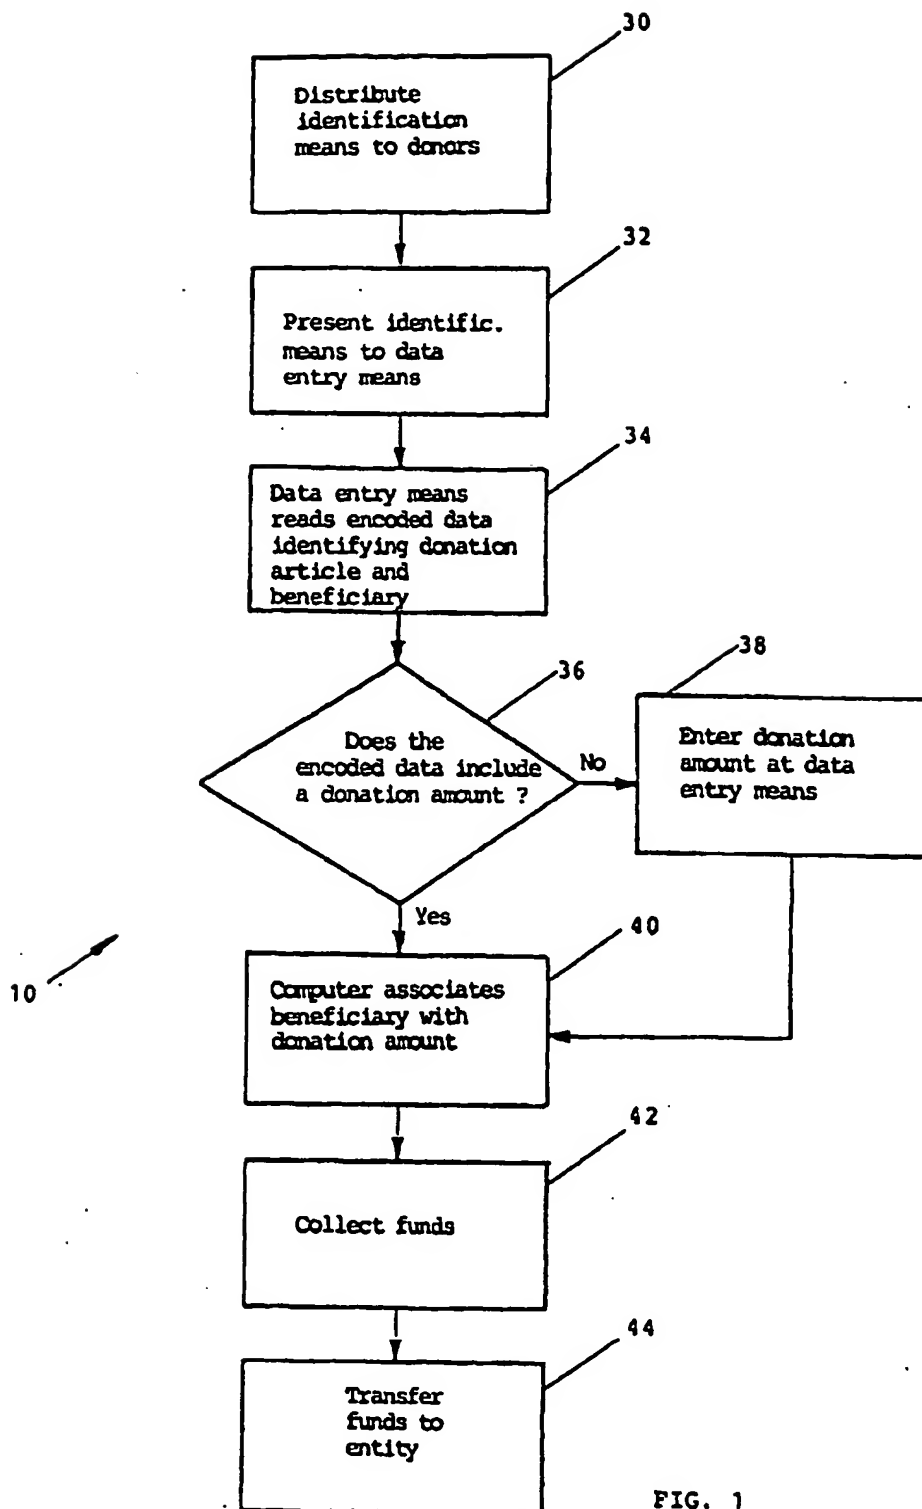 30
Distribute
identification
means to donors
32
Present identific.
means to data
entry means
34
Data entry means
reads encoded data
identifying donation
article and
beneficiary
36
Does the
encoded data include
a donation amount ?
No
38
Enter donation
amount at data
entry means
Yes
10
40
Computer associates
beneficiary with
donation amount
42
Collect funds
44
Transfer
funds to
entity
FIG. 1